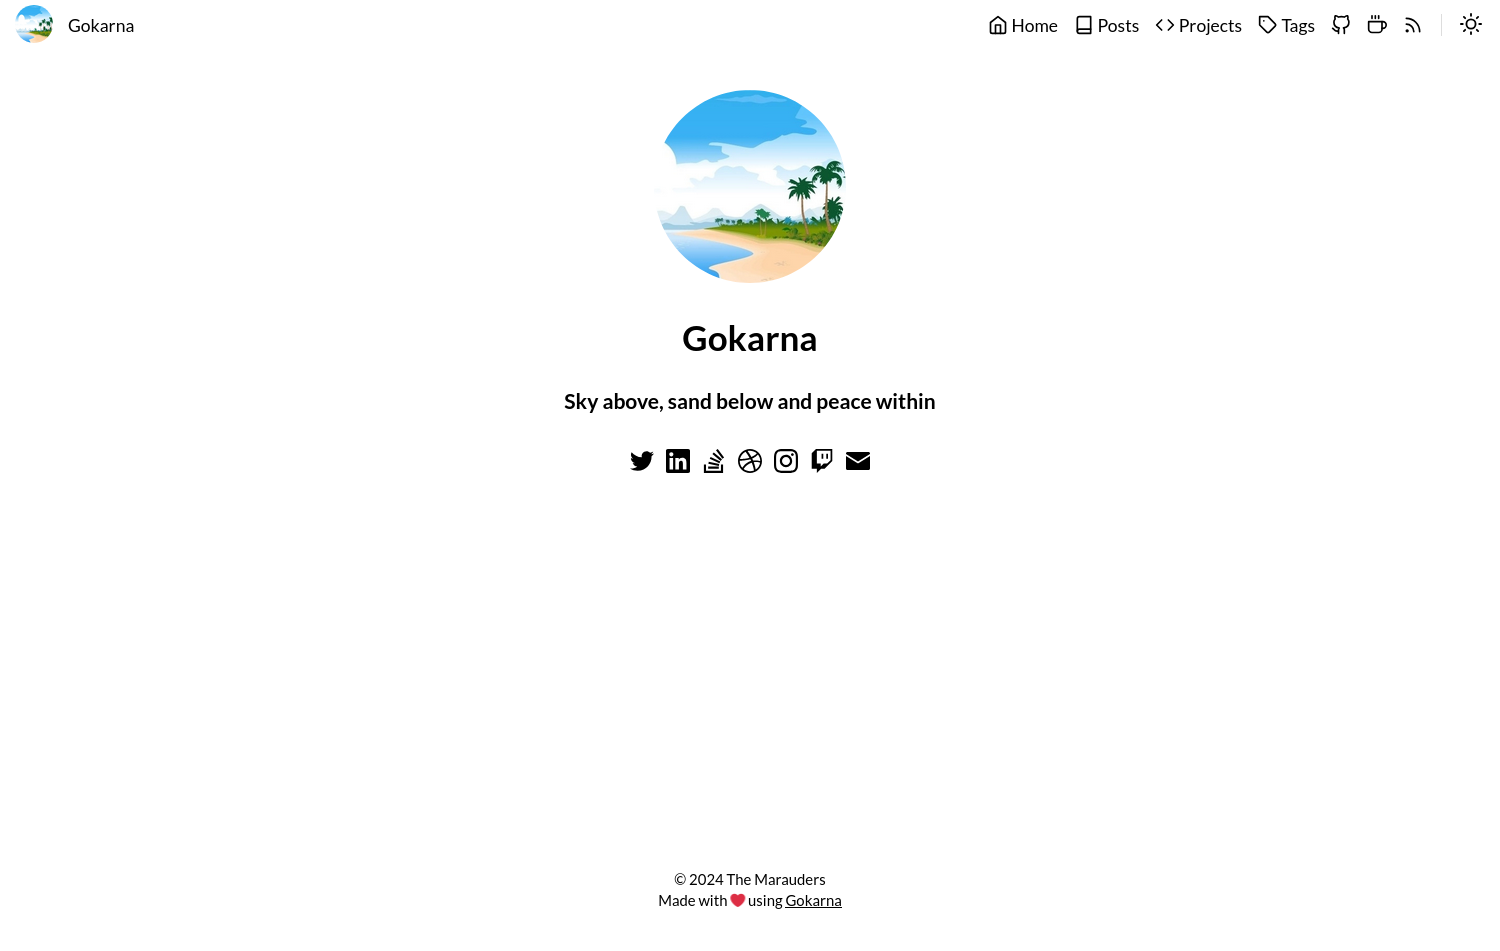 Gokarna
Home Posts Projects Tags
Gokarna
Sky above, sand below and peace within
© 2024 The Marauders
Made with ❤️ using Gokarna